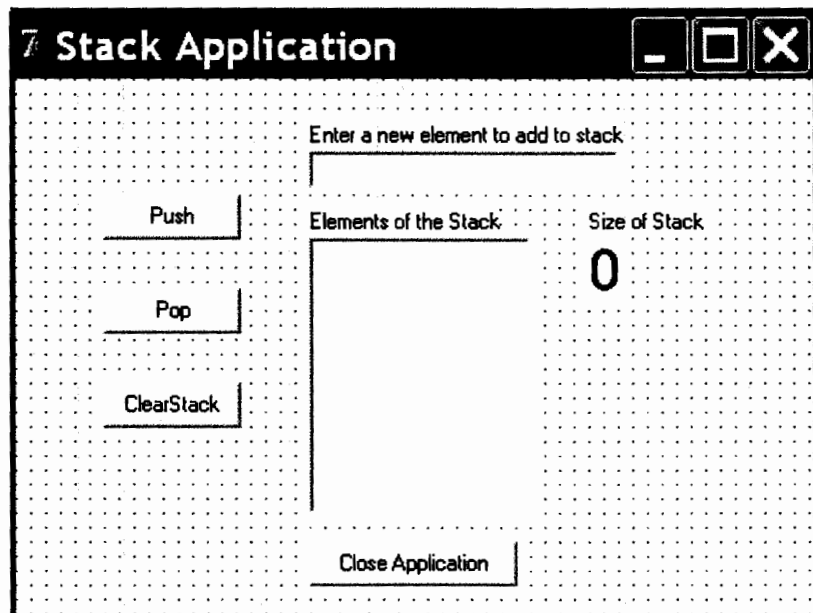 Stack Application
Enter a new element to add to stack
Push
Elements of the Stack
Size of Stack
0
Pop
ClearStack
Close Application